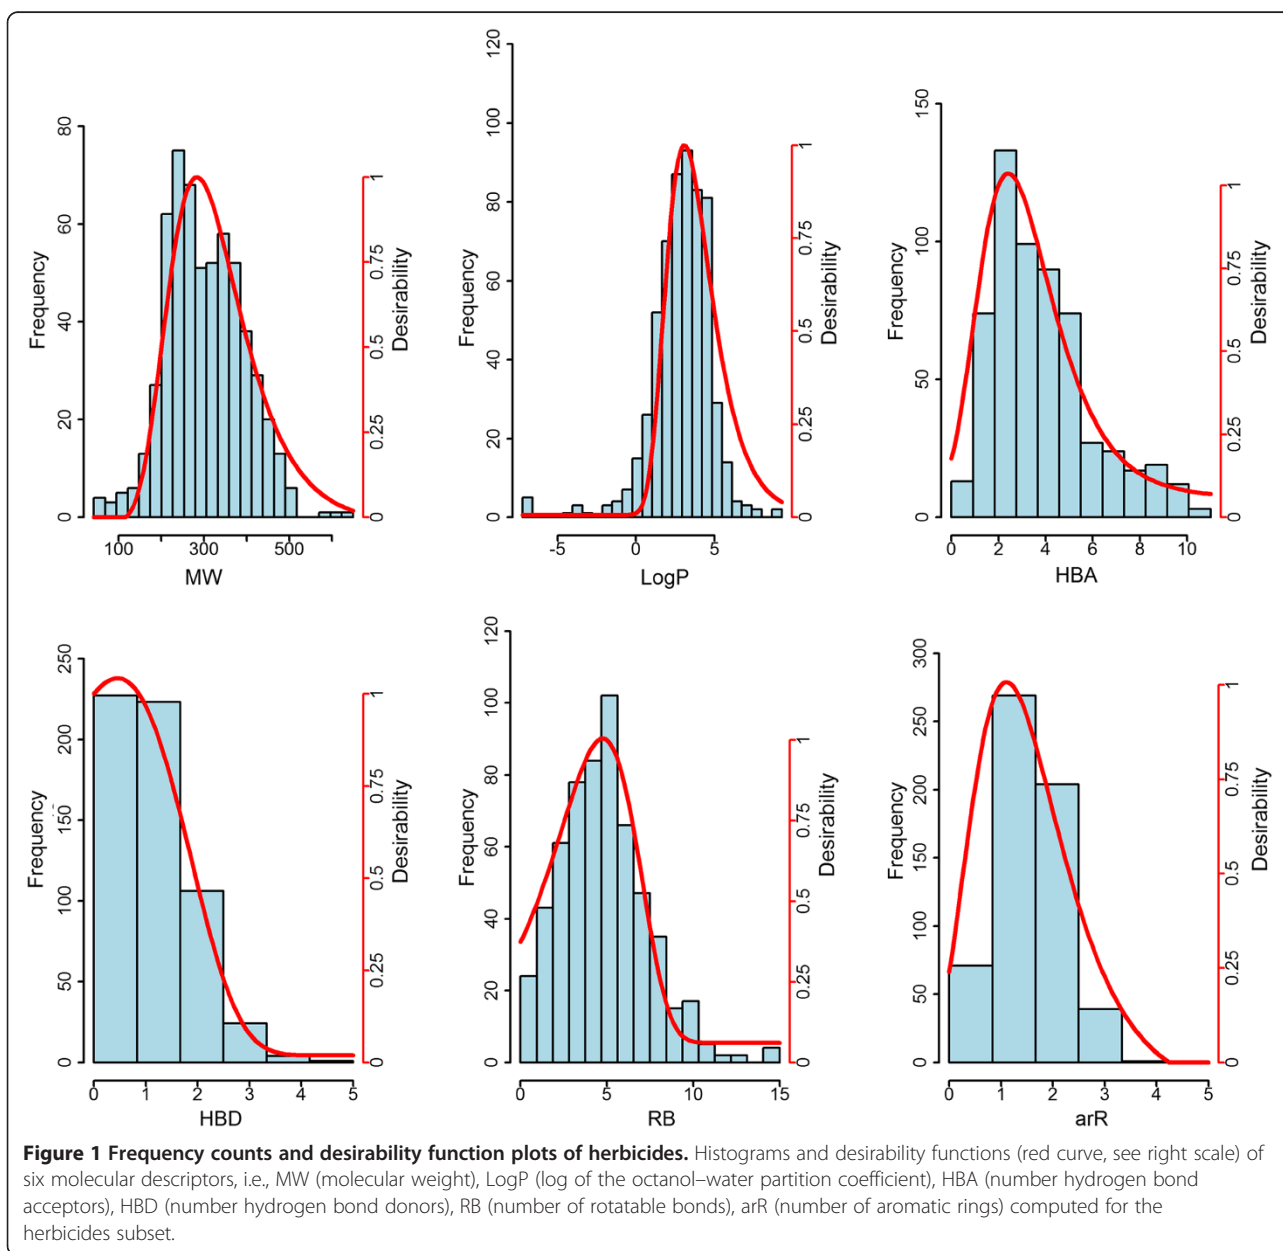 80
60
40
20
0
Frequency
100 300 500
MW
1
0.75
0.5
0.25
0
Desirability
120
100
80
60
40
20
0
Frequency
-5 0 5
LogP
1
0.75
0.5
0.25
0
Desirability
150
100
50
0
Frequency
0 2 4 6 8 10
HBA
1
0.75
0.5
0.25
0
Desirability
250
200
150
100
50
0
Frequency
0 1 2 3 4 5
HBD
1
0.75
0.5
0.25
0
Desirability
120
100
80
60
40
20
0
Frequency
0 5 10 15
RB
1
0.75
0.5
0.25
0
Desirability
300
250
200
150
100
50
0
Frequency
0 1 2 3 4 5
arR
1
0.75
0.5
0.25
0
Desirability
Figure 1 Frequency counts and desirability function plots of herbicides. Histograms and desirability functions (red curve, see right scale) of
six molecular descriptors, i.e., MW (molecular weight), LogP (log of the octanol–water partition coefficient), HBA (number hydrogen bond
acceptors), HBD (number hydrogen bond donors), RB (number of rotatable bonds), arR (number of aromatic rings) computed for the
herbicides subset.